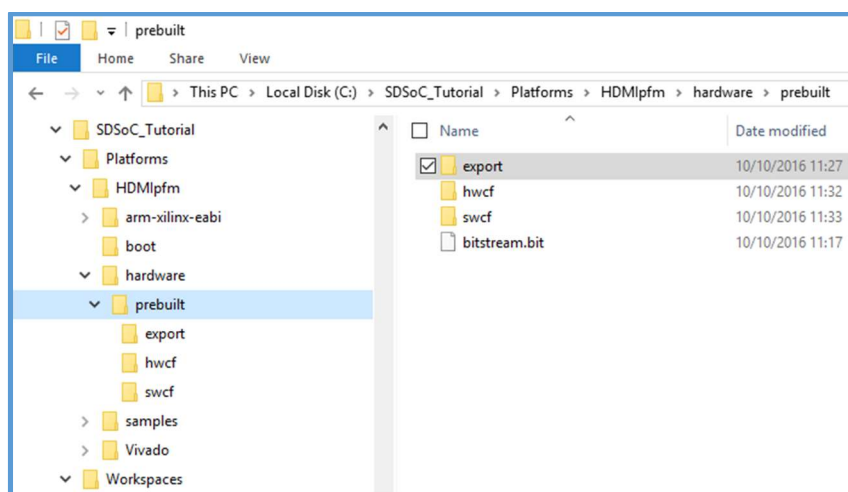 prebuilt
File Home Share View
This PC > Local Disk (C:) > SDSoC_Tutorial > Platforms > HDMIpfm > hardware > prebuilt
SDSoC_Tutorial
Platforms
HDMIpfm
arm-xilinx-eabi
boot
hardware
prebuilt
export
hwcf
swcf
samples
Vivado
Workspaces
Name Date modified
export 10/10/2016 11:27
hwcf 10/10/2016 11:32
swcf 10/10/2016 11:33
bitstream.bit 10/10/2016 11:17